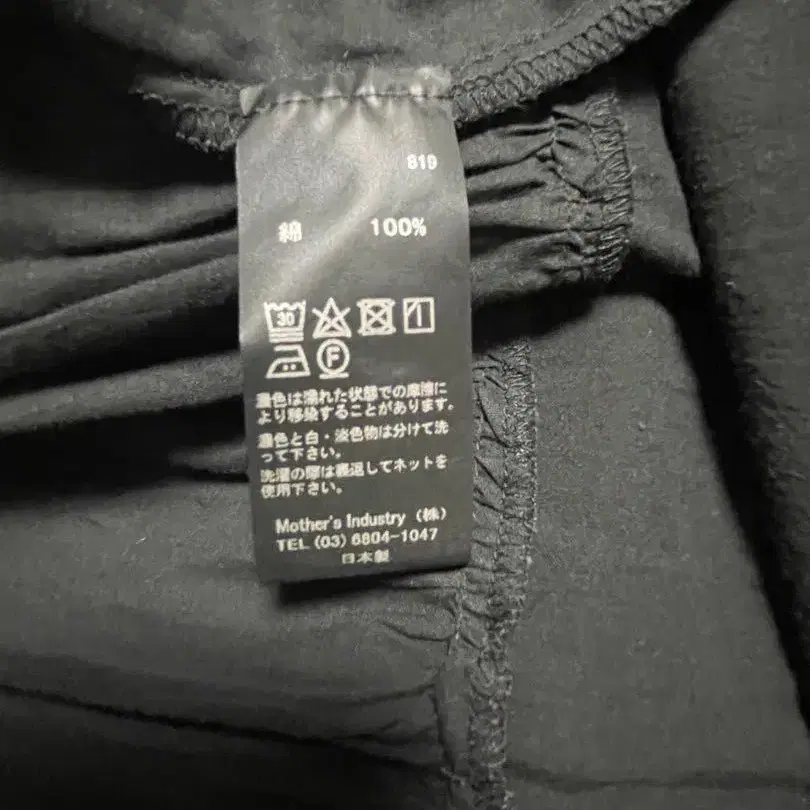 819
綿 100%
30
F
濃色は濡れた状態での摩擦に
より移染することがあります。
濃色と白・淡色物は分けて洗
って下さい。
洗濯の際は裏返してネットを
使用下さい。
Mother's Industry (株)
TEL (03) 6804-1047
日本製